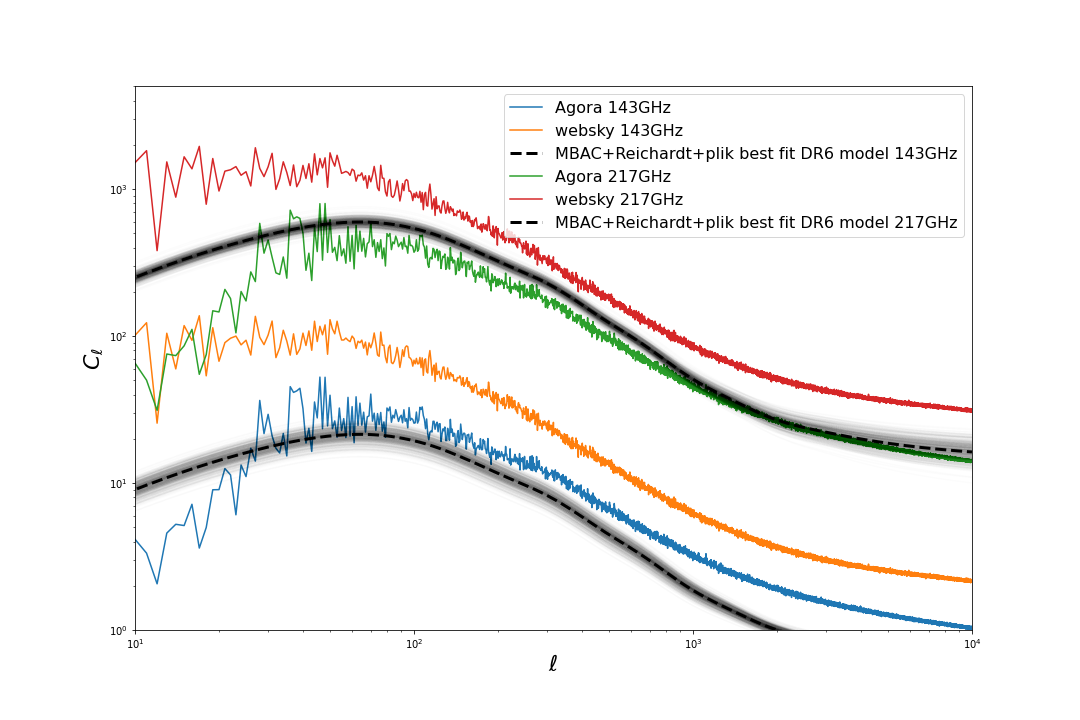 Agora 143GHz
websky 143GHz
MBAC+Reichardt+plik best fit DR6 model 143GHz
Agora 217GHz
websky 217GHz
MBAC+Reichardt+plik best fit DR6 model 217GHz
10³
10²
10¹
10⁰
C_ℓ
10¹ 10² 10³ 10⁴
ℓ